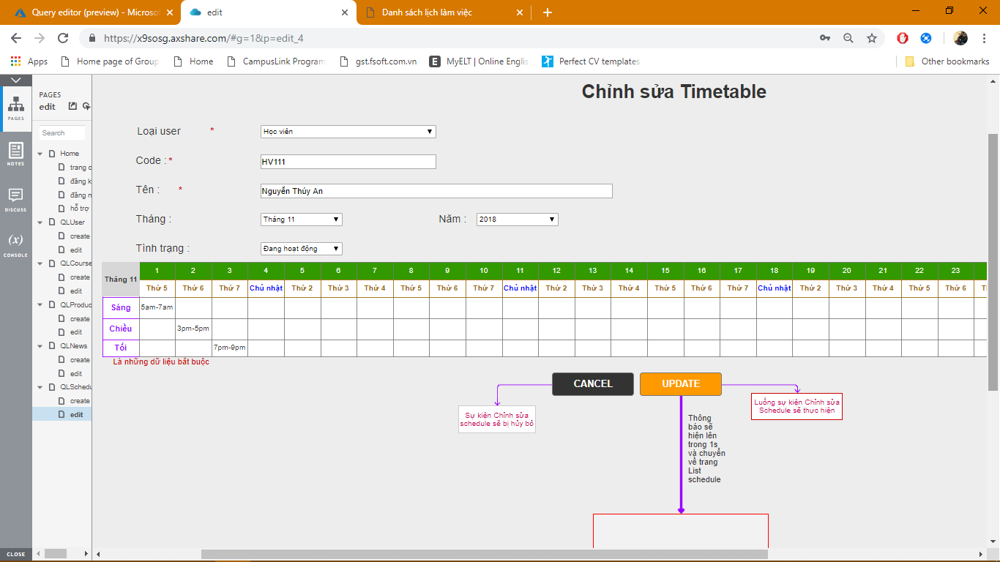 Query editor (preview) - Microso
edit
Danh sách lịch làm việc
https://x9sosg.axshare.com/#g=1&p=edit_4
Apps
Home page of Group
Home
CampusLink Program
gst.fsoft.com.vn
MyELT | Online Englis
Perfect CV templates
Other bookmarks
PAGES
NOTES
DISCUSS
(x)
CONSOLE
CLOSE
PAGES
edit
Search
Home
trang c
đăng k
đăng n
hỗ trợ
QLUser
create
edit
QLCourse
create
edit
QLProduc
create
edit
QLNews
create
edit
QLSchedu
create
edit
Chỉnh sửa Timetable
Loại user * Học viên
Code : * HV111
Tên : * Nguyễn Thúy An
Tháng : Tháng 11 Năm : 2018
Tình trạng : Đang hoạt động
Tháng 11 1 2 3 4 5 6 7 8 9 10 11 12 13 14 15 16 17 18 19 20 21 22 23
Thứ 5 Thứ 6 Thứ 7 Chủ nhật Thứ 2 Thứ 3 Thứ 4 Thứ 5 Thứ 6 Thứ 7 Chủ nhật Thứ 2 Thứ 3 Thứ 4 Thứ 5 Thứ 6 Thứ 7 Chủ nhật Thứ 2 Thứ 3 Thứ 4 Thứ 5 Thứ 6
Sáng 5am-7am
Chiều 3pm-5pm
Tối 7pm-9pm
Là những dữ liệu bắt buộc
CANCEL
UPDATE
Sự kiện Chỉnh sửa
schedule sẽ bị hủy bỏ
Luồng sự kiện Chỉnh sửa
Schedule sẽ thực hiện
Thông
báo sẽ
hiện lên
trong 1s
và chuyển
về trang
List
schedule